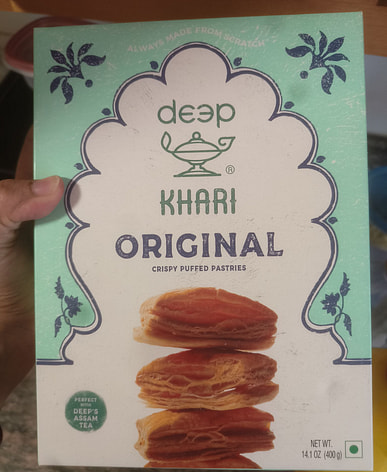 ALWAYS MADE FROM SCRATCH
deep
®
KHARI
ORIGINAL
CRISPY PUFFED PASTRIES
PERFECT
WITH
DEEP'S
ASSAM
TEA
NET WT.
14.1 OZ (400 g)